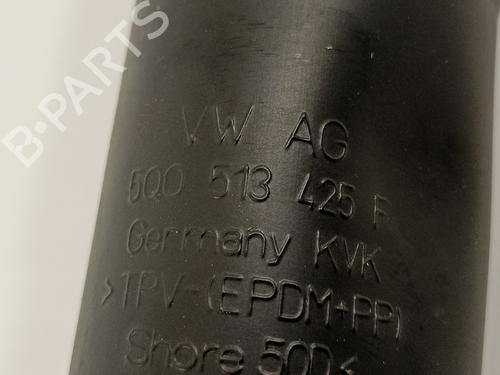 B-PARTS
VW AG
5Q0 513 425 F
Germany KVK
>TPV-(EPDM+PP)
Shore 50D<